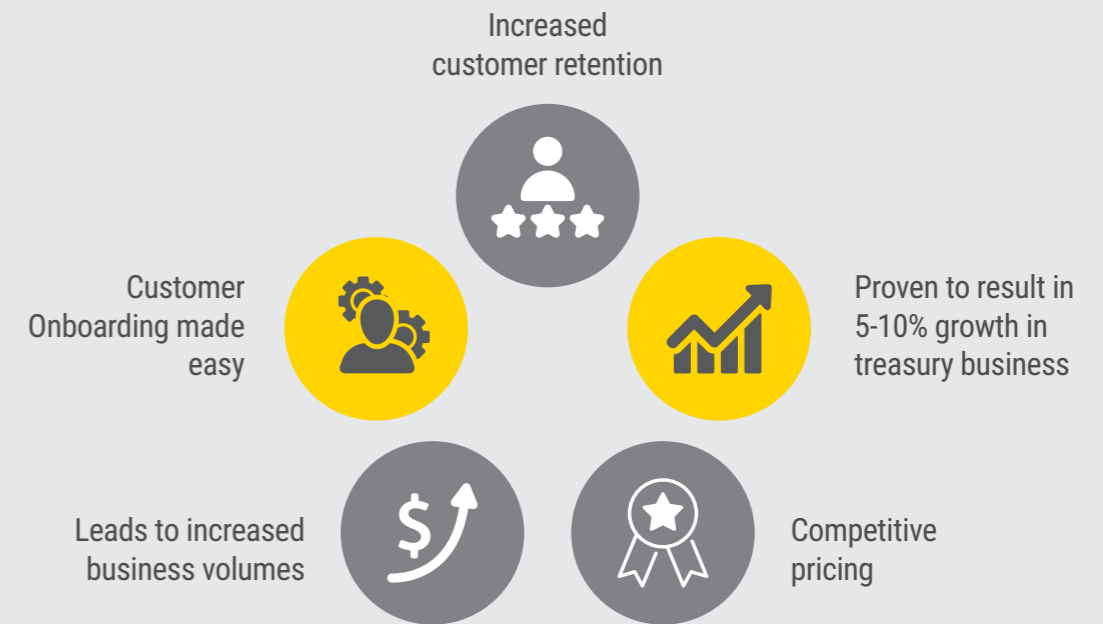 Increased
customer retention
Customer
Onboarding made
easy
Proven to result in
5-10% growth in
treasury business
Leads to increased
business volumes
$
Competitive
pricing